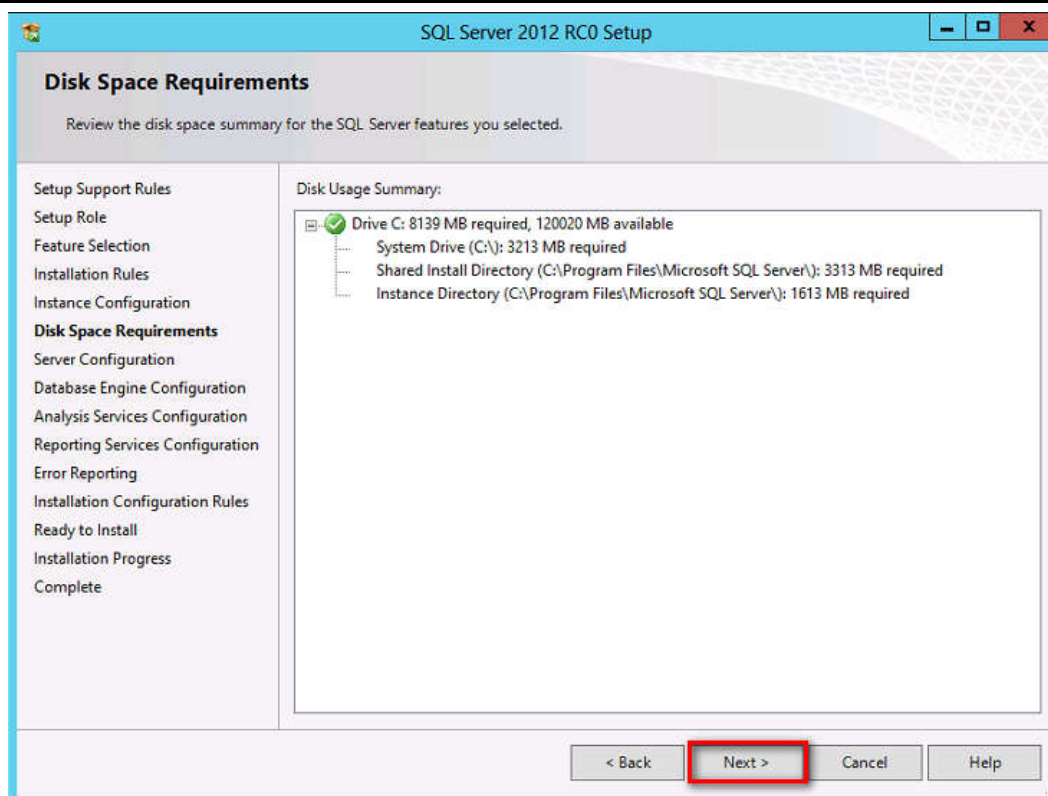 SQL Server 2012 RC0 Setup
Disk Space Requirements
Review the disk space summary for the SQL Server features you selected.
Setup Support Rules
Setup Role
Feature Selection
Installation Rules
Instance Configuration
Disk Space Requirements
Server Configuration
Database Engine Configuration
Analysis Services Configuration
Reporting Services Configuration
Error Reporting
Installation Configuration Rules
Ready to Install
Installation Progress
Complete
Disk Usage Summary:
Drive C: 8139 MB required, 120020 MB available
System Drive (C:\): 3213 MB required
Shared Install Directory (C:\Program Files\Microsoft SQL Server\): 3313 MB required
Instance Directory (C:\Program Files\Microsoft SQL Server\): 1613 MB required
< Back
Next >
Cancel
Help